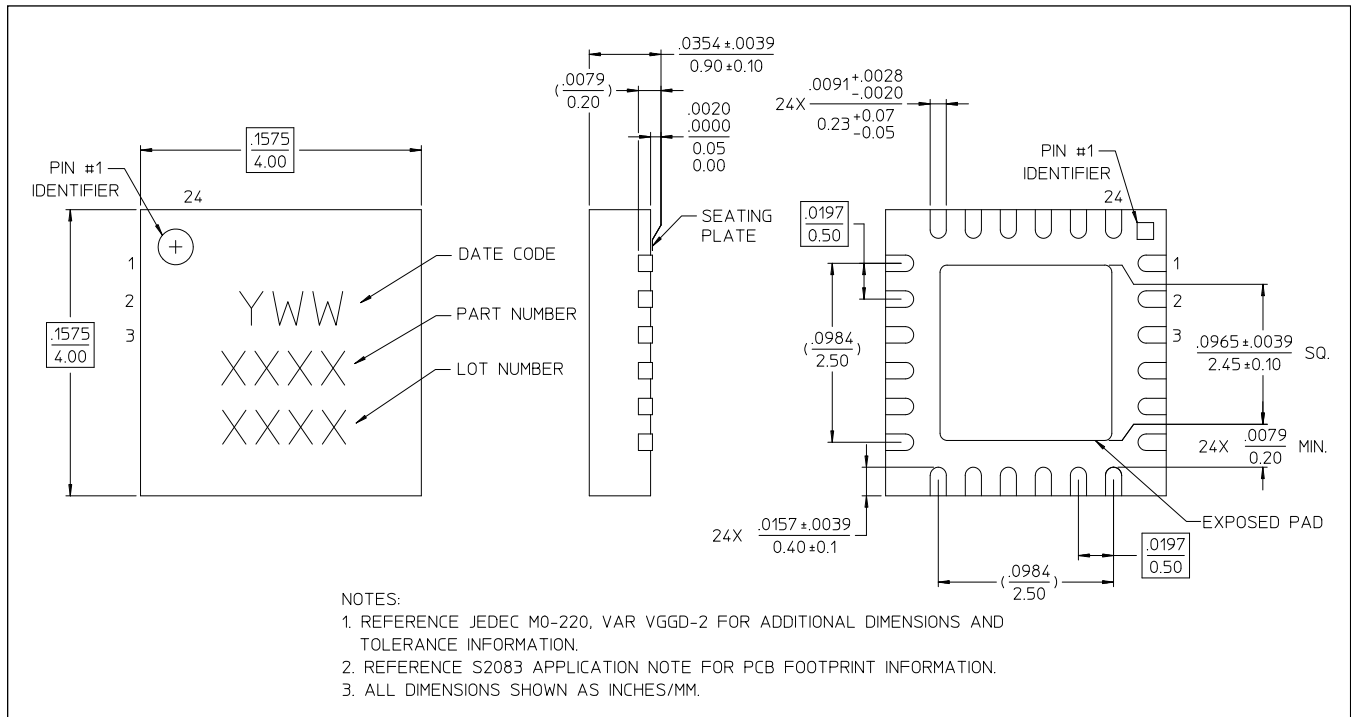 .1575
4.00
PIN #1
IDENTIFIER
24
1
2
3
.1575
4.00
YWW
XXXX
XXXX
DATE CODE
PART NUMBER
LOT NUMBER
.0354±.0039
0.90±0.10
(.0079
0.20)
.0020
.0000
0.05
0.00
SEATING
PLATE
24X .0091+.0028
-.0020
0.23+0.07
-0.05
PIN #1
IDENTIFIER
24
.0197
0.50
1
2
3
(.0984
2.50)
.0965±.0039
2.45±0.10 SQ.
24X .0079
0.20 MIN.
EXPOSED PAD
24X .0157±.0039
0.40±0.1
.0197
0.50
(.0984
2.50)
NOTES:
1. REFERENCE JEDEC MO-220, VAR VGGD-2 FOR ADDITIONAL DIMENSIONS AND
TOLERANCE INFORMATION.
2. REFERENCE S2083 APPLICATION NOTE FOR PCB FOOTPRINT INFORMATION.
3. ALL DIMENSIONS SHOWN AS INCHES/MM.